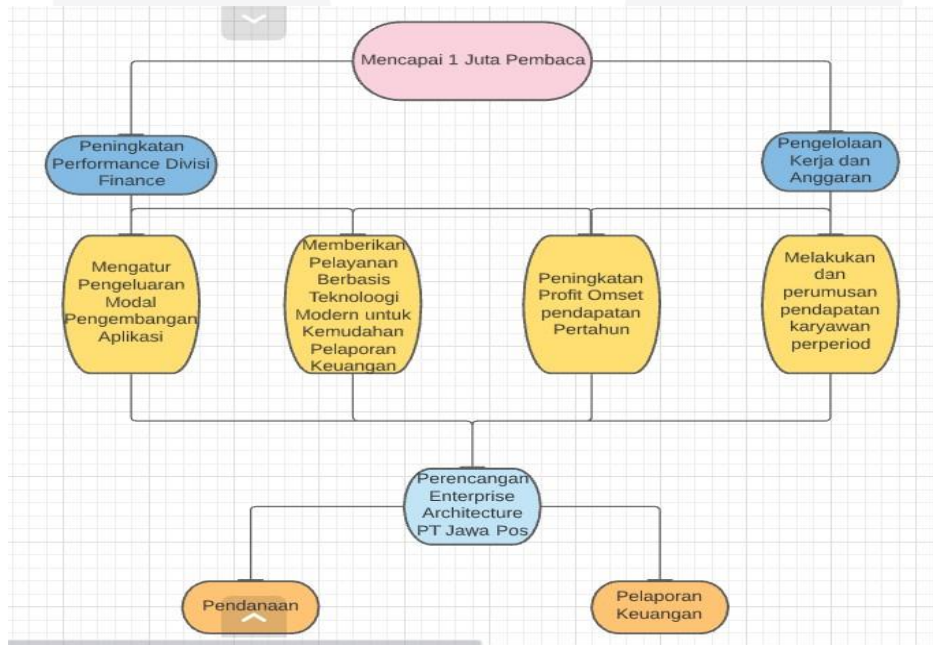 Mencapai 1 Juta Pembaca
Peningkatan
Performance Divisi
Finance
Pengelolaan
Kerja dan
Anggaran
Mengatur
Pengeluaran
Modal
Pengembangan
Aplikasi
Memberikan
Pelayanan
Berbasis
Teknoloogi
Modern untuk
Kemudahan
Pelaporan
Keuangan
Peningkatan
Profit Omset
pendapatan
Pertahun
Melakukan
dan
perumusan
pendapatan
karyawan
perperiod
Perencangan
Enterprise
Architecture
PT Jawa Pos
Pendanaan
Pelaporan
Keuangan